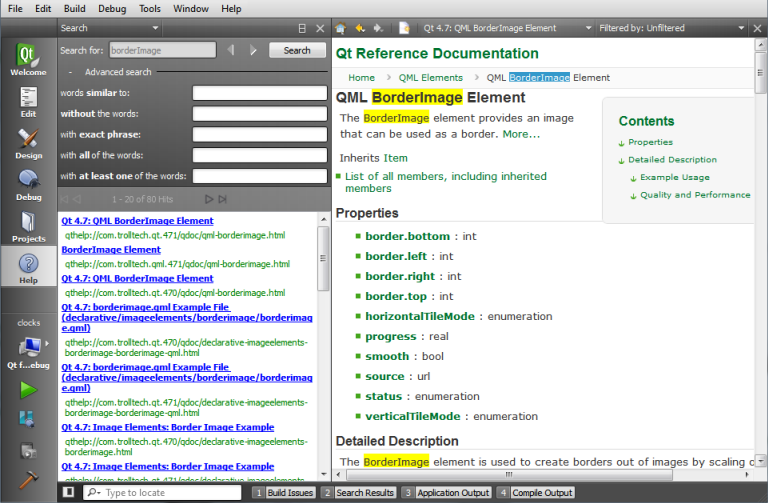 File Edit Build Debug Tools Window Help
Search
Qt 4.7: QML BorderImage Element
Filtered by: Unfiltered
Welcome
Edit
Design
Debug
Projects
Help
clocks
Qt f...ebug
Search for: borderImage Search
- Advanced search
words similar to:
without the words:
with exact phrase:
with all of the words:
with at least one of the words:
1 - 20 of 80 Hits
Qt 4.7: QML BorderImage Element
qthelp://com.trolltech.qt.471/qdoc/qml-borderimage.html
BorderImage Element
qthelp://com.trolltech.qml.471/qdoc/qml-borderimage.html
Qt 4.7: QML BorderImage Element
qthelp://com.trolltech.qt.470/qdoc/qml-borderimage.html
Qt 4.7: borderimage.qml Example File
(declarative/imageelements/borderimage/borderimag
e.qml)
qthelp://com.trolltech.qt.470/qdoc/declarative-imageelements-
borderimage-borderimage-qml.html
Qt 4.7: borderimage.qml Example File
(declarative/imageelements/borderimage/borderimag
e.qml)
qthelp://com.trolltech.qt.471/qdoc/declarative-imageelements-
borderimage-borderimage-qml.html
Qt 4.7: Image Elements: Border Image Example
qthelp://com.trolltech.qt.470/qdoc/declarative-imageelements-
borderimage.html
Qt 4.7: Image Elements: Border Image Example
Qt Reference Documentation
Home > QML Elements > QML BorderImage Element
QML BorderImage Element
The BorderImage element provides an image
that can be used as a border. More...
Inherits Item
List of all members, including inherited
members
Contents
Properties
Detailed Description
Example Usage
Quality and Performance
Properties
border.bottom : int
border.left : int
border.right : int
border.top : int
horizontalTileMode : enumeration
progress : real
smooth : bool
source : url
status : enumeration
verticalTileMode : enumeration
Detailed Description
The BorderImage element is used to create borders out of images by scaling
Type to locate
1 Build Issues 2 Search Results 3 Application Output 4 Compile Output